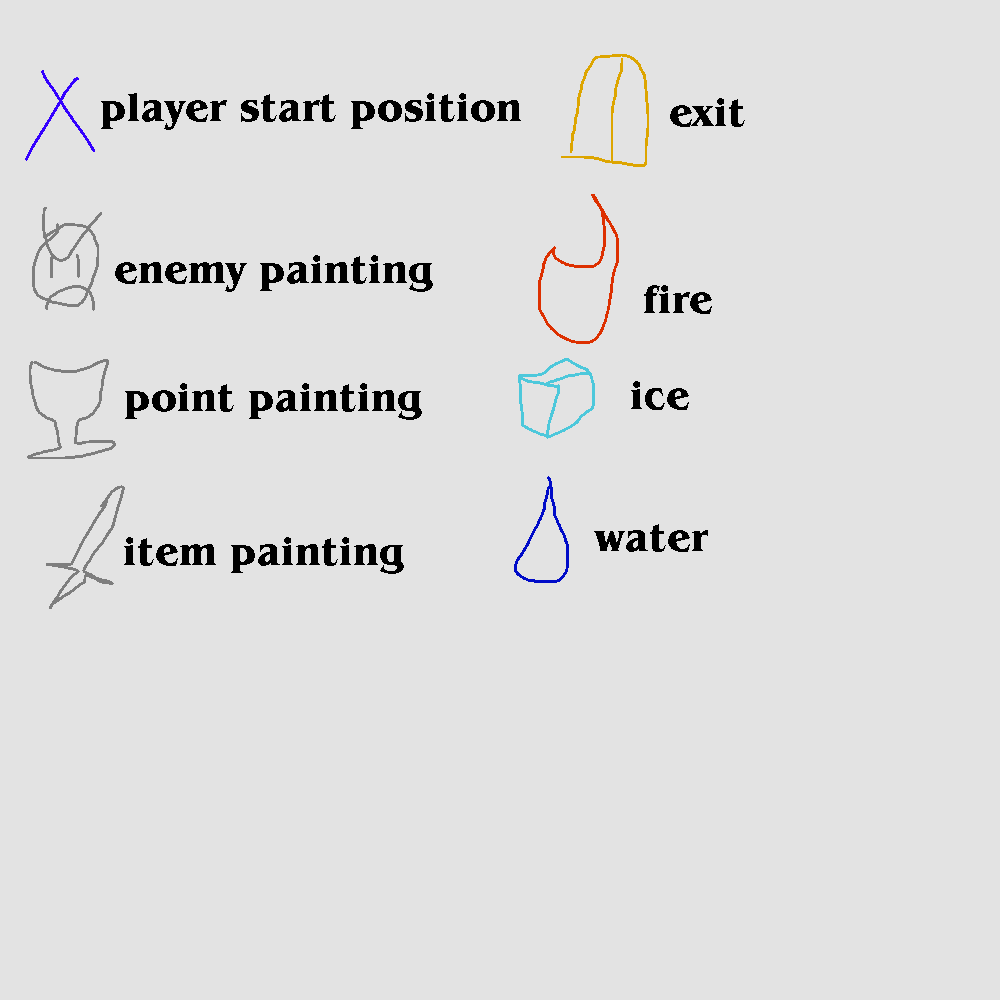 player start position
exit
enemy painting
fire
point painting
ice
item painting
water